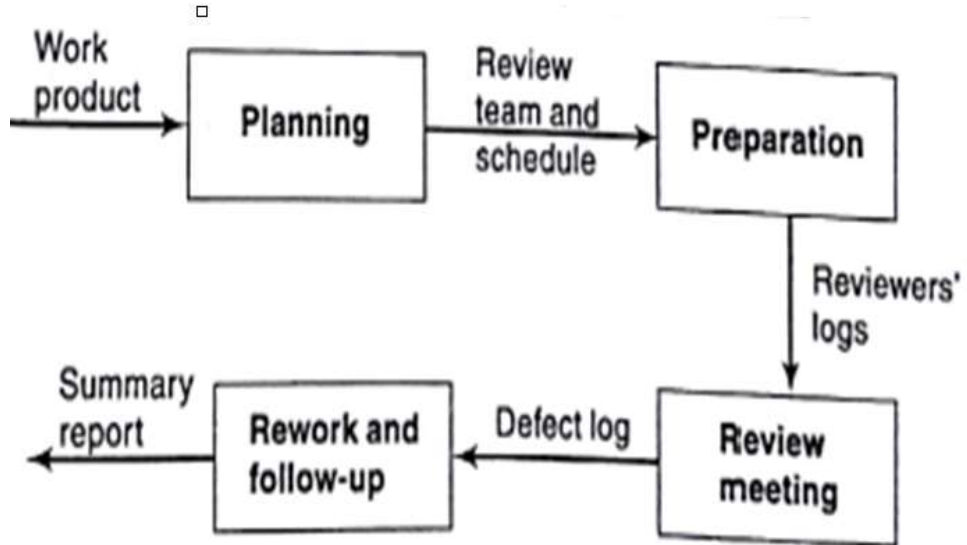 Work
product
Planning
Review
team and
schedule
Preparation
Reviewers'
logs
Review
meeting
Defect log
Rework and
follow-up
Summary
report